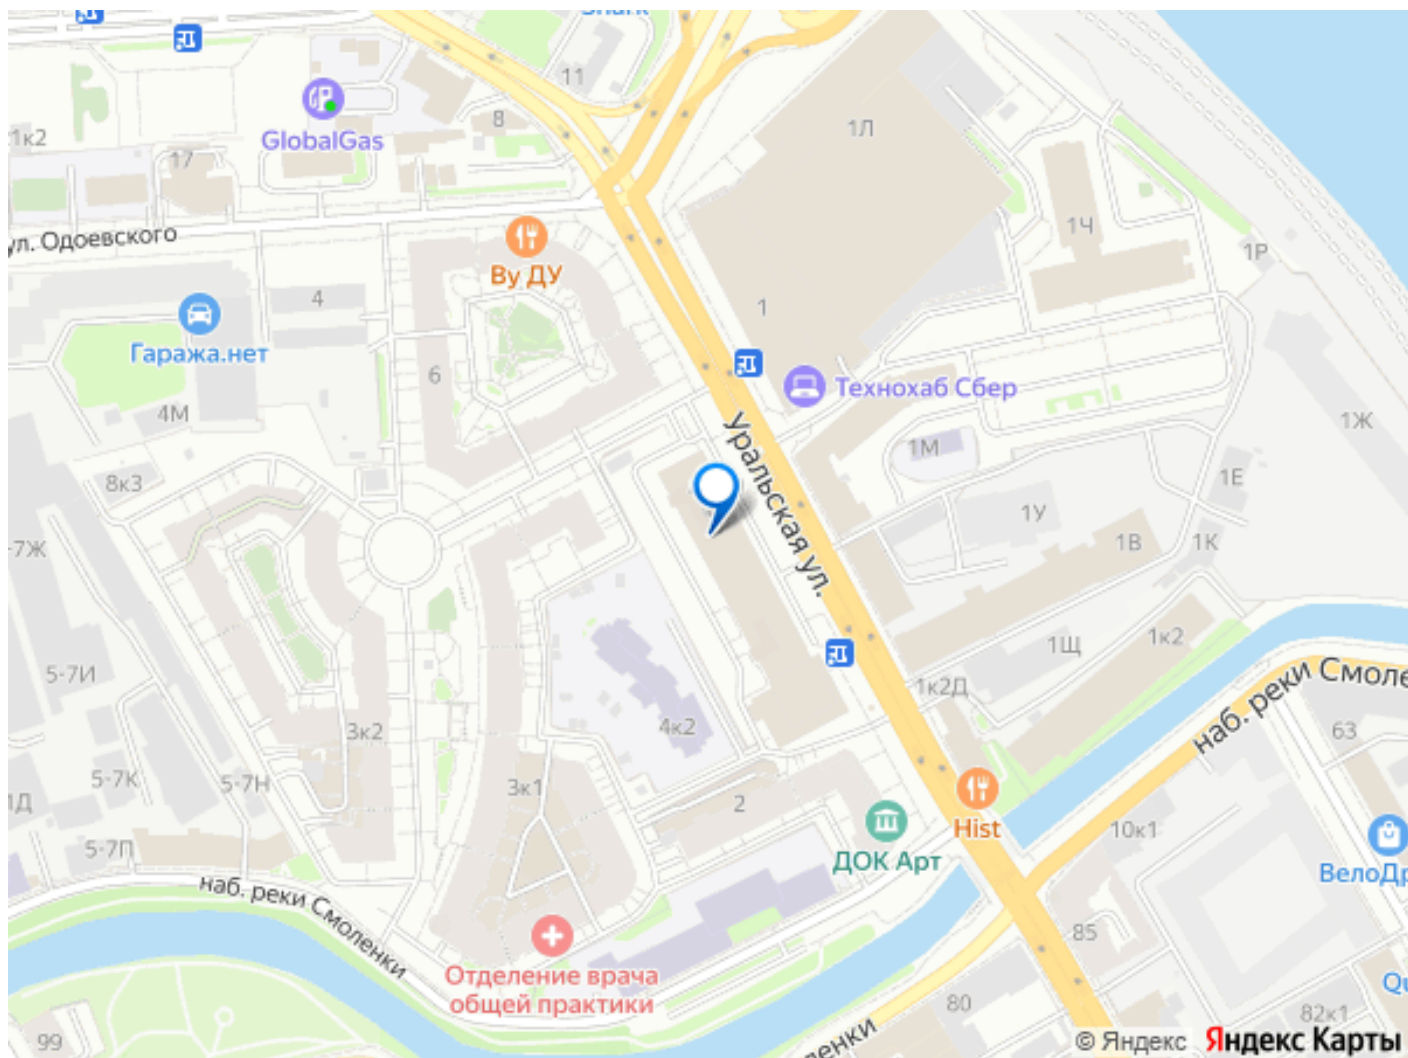 11
GlobalGas
8
1Л
17
1Ч
1Р
ул. Одоевского
Ву ДУ
4
1
Гаража.нет
6
Технохаб Сбер
4М
1Ж
Уральская ул.
1М
8к3
1Е
1У
1В
1К
1Щ
1к2
5-7И
1к2Д
наб. реки Смоле
4к2
3к2
63
5-7К
5-7Н
3к1
2
Hist
10к1
5-7П
ДОК Арт
ВелоДр
наб. реки Смоленки
85
Отделение врача
общей практики
80
82к1
99
© Яндекс Яндекс Карты